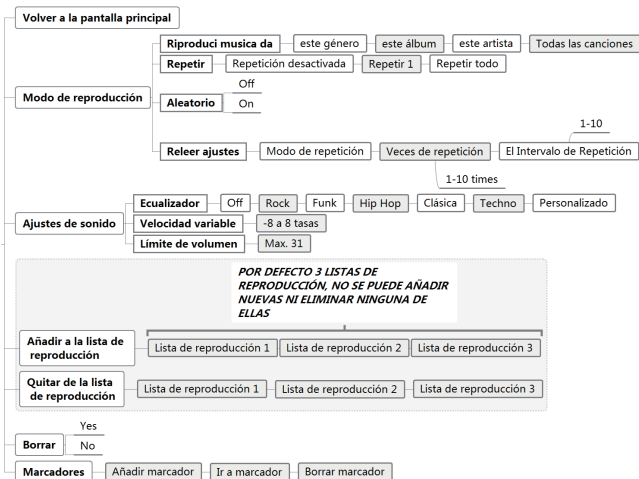 Volver a la pantalla principal
Modo de reproducción
Riproduci musica da
este género
este álbum
este artista
Todas las canciones
Repetir
Repetición desactivada
Repetir 1
Repetir todo
Aleatorio
Off
On
Releer ajustes
Modo de repetición
Veces de repetición
El Intervalo de Repetición
1-10
1-10 times
Ajustes de sonido
Ecualizador
Off
Rock
Funk
Hip Hop
Clásica
Techno
Personalizado
Velocidad variable
-8 a 8 tasas
Límite de volumen
Max. 31
POR DEFECTO 3 LISTAS DE
REPRODUCCIÓN, NO SE PUEDE AÑADIR
NUEVAS NI ELIMINAR NINGUNA DE
ELLAS
Añadir a la lista de
reproducción
Lista de reproducción 1
Lista de reproducción 2
Lista de reproducción 3
Quitar de la lista
de reproducción
Lista de reproducción 1
Lista de reproducción 2
Lista de reproducción 3
Borrar
Yes
No
Marcadores
Añadir marcador
Ir a marcador
Borrar marcador